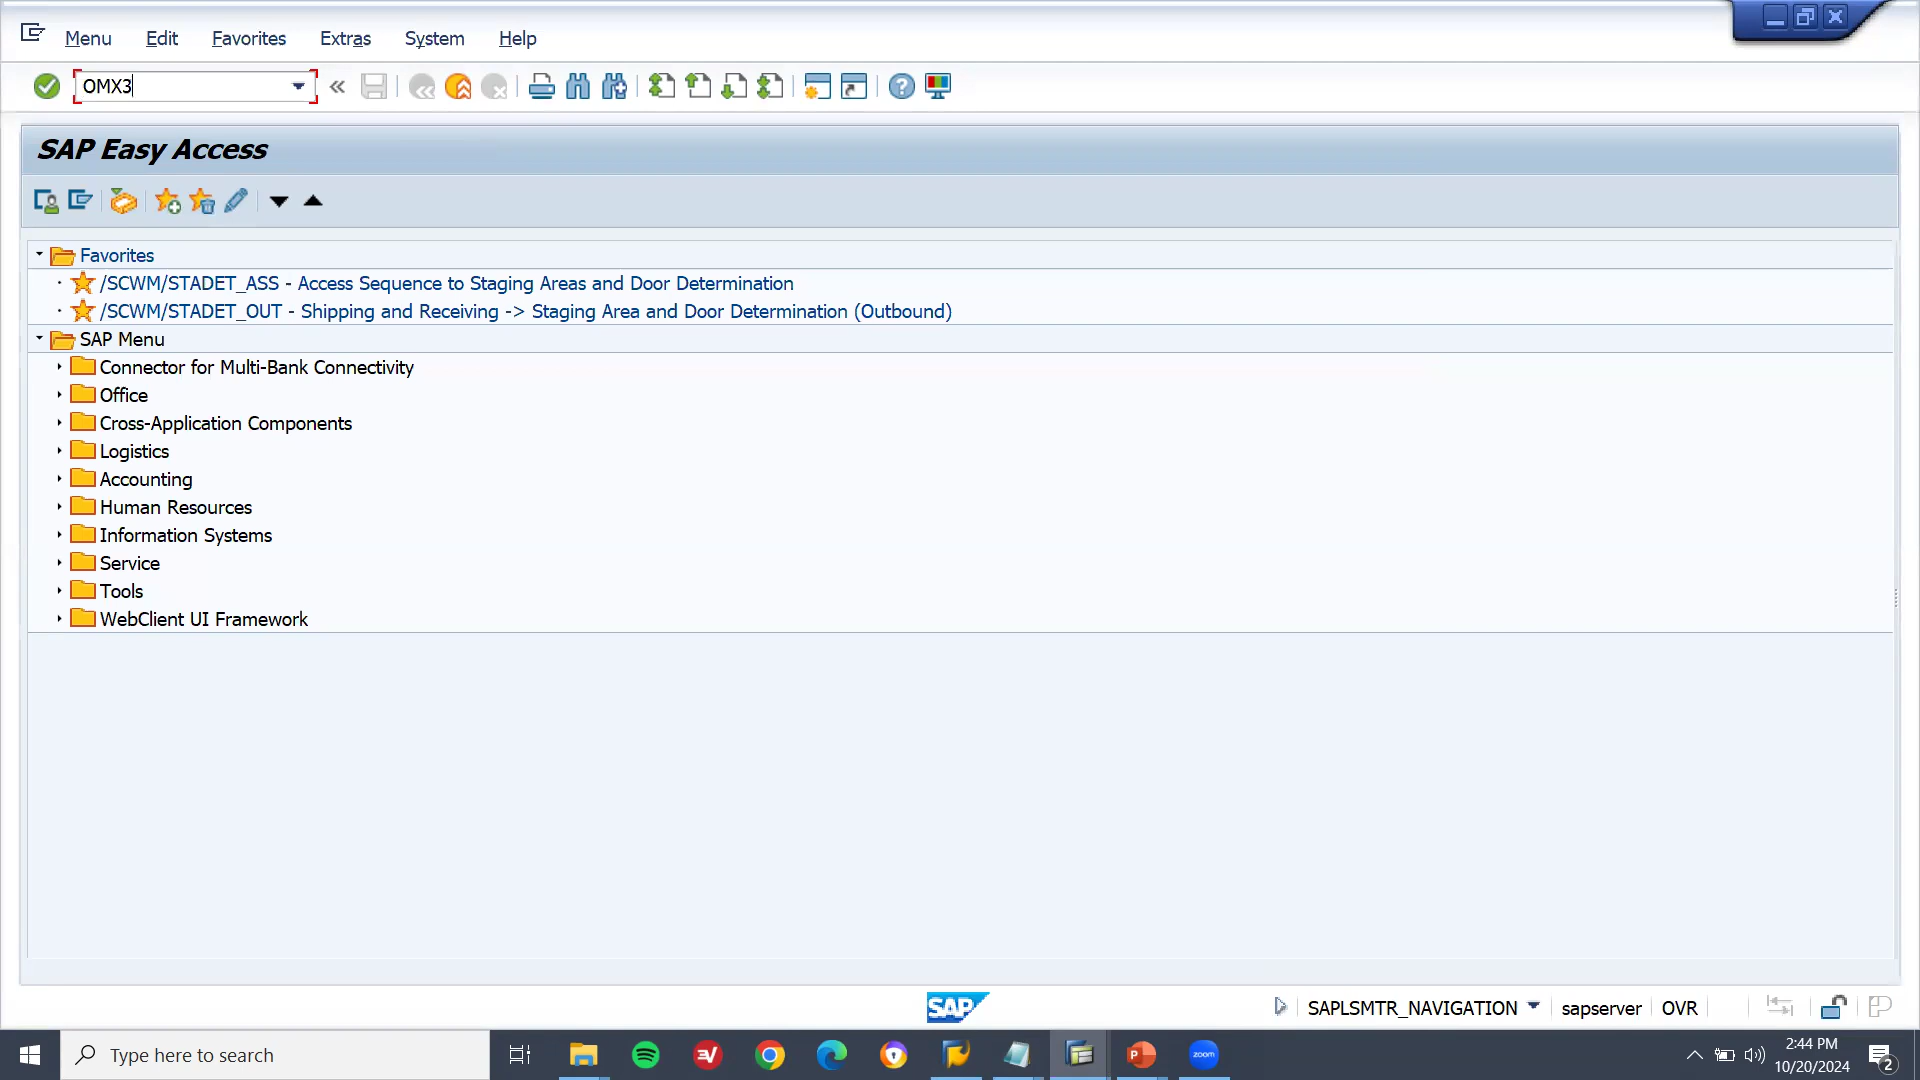 Menu Edit Favorites Extras System Help
OMX3
SAP Easy Access
Favorites
/SCWM/STADET_ASS - Access Sequence to Staging Areas and Door Determination
/SCWM/STADET_OUT - Shipping and Receiving -> Staging Area and Door Determination (Outbound)
SAP Menu
Connector for Multi-Bank Connectivity
Office
Cross-Application Components
Logistics
Accounting
Human Resources
Information Systems
Service
Tools
WebClient UI Framework
SAP SAPLSMTR_NAVIGATION sapserver OVR
Type here to search
zoom
2:44 PM
10/20/2024
2